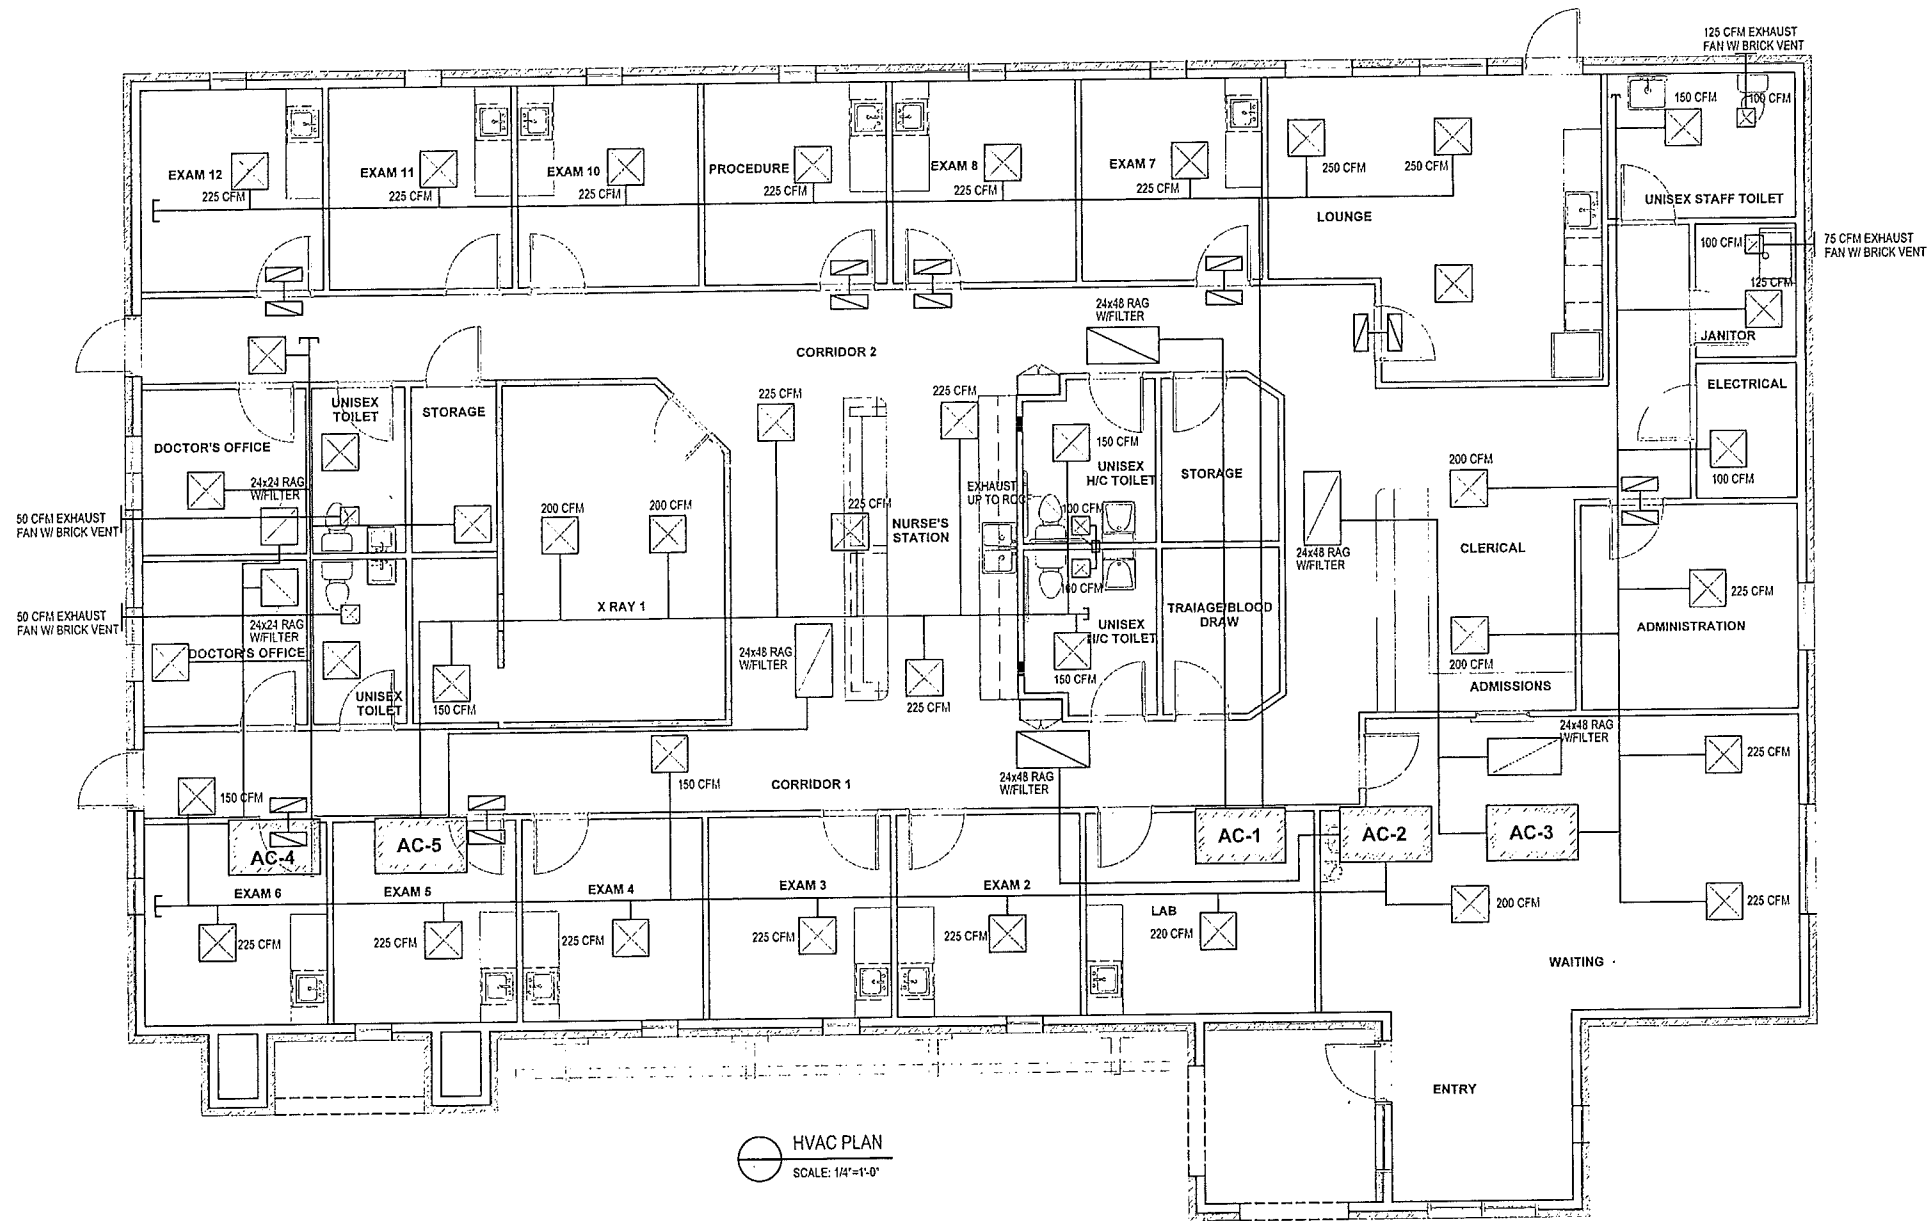 125 CFM EXHAUST
FAN W/ BRICK VENT
150 CFM
100 CFM
EXAM 12
225 CFM
EXAM 11
225 CFM
EXAM 10
225 CFM
PROCEDURE
225 CFM
EXAM 8
225 CFM
EXAM 7
225 CFM
250 CFM
250 CFM
LOUNGE
UNISEX STAFF TOILET
100 CFM
75 CFM EXHAUST
FAN W/ BRICK VENT
125 CFM
JANITOR
24x48 RAG
W/FILTER
CORRIDOR 2
ELECTRICAL
100 CFM
UNISEX
TOILET
STORAGE
225 CFM
225 CFM
DOCTOR'S OFFICE
24x24 RAG
W/FILTER
150 CFM
UNISEX
H/C TOILET
STORAGE
200 CFM
EXHAUST
UP TO ROOF
50 CFM EXHAUST
FAN W/ BRICK VENT
200 CFM
200 CFM
225 CFM
NURSE'S
STATION
100 CFM
24x48 RAG
W/FILTER
CLERICAL
100 CFM
225 CFM
50 CFM EXHAUST
FAN W/ BRICK VENT
24x24 RAG
W/FILTER
DOCTOR'S OFFICE
X RAY 1
TRAIAGE/BLOOD
DRAW
UNISEX
H/C TOILET
ADMINISTRATION
24x48 RAG
W/FILTER
200 CFM
150 CFM
ADMISSIONS
UNISEX
TOILET
150 CFM
225 CFM
24x48 RAG
W/FILTER
225 CFM
150 CFM
150 CFM
CORRIDOR 1
24x48 RAG
W/FILTER
AC-4
AC-5
AC-1
AC-2
AC-3
EXAM 6
EXAM 5
EXAM 4
EXAM 3
EXAM 2
LAB
200 CFM
225 CFM
225 CFM
225 CFM
225 CFM
225 CFM
225 CFM
220 CFM
WAITING
ENTRY
HVAC PLAN
SCALE: 1/4"=1'-0"